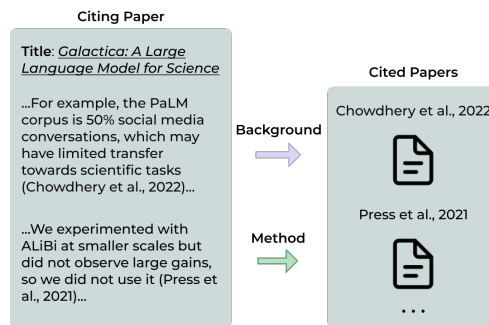 Citing Paper
Title: Galactica: A Large
Language Model for Science
...For example, the PaLM
corpus is 50% social media
conversations, which may
have limited transfer
towards scientific tasks
(Chowdhery et al., 2022)...
...We experimented with
ALiBi at smaller scales but
did not observe large gains,
so we did not use it (Press et
al., 2021)...
Background
Method
Cited Papers
Chowdhery et al., 2022
Press et al., 2021
...